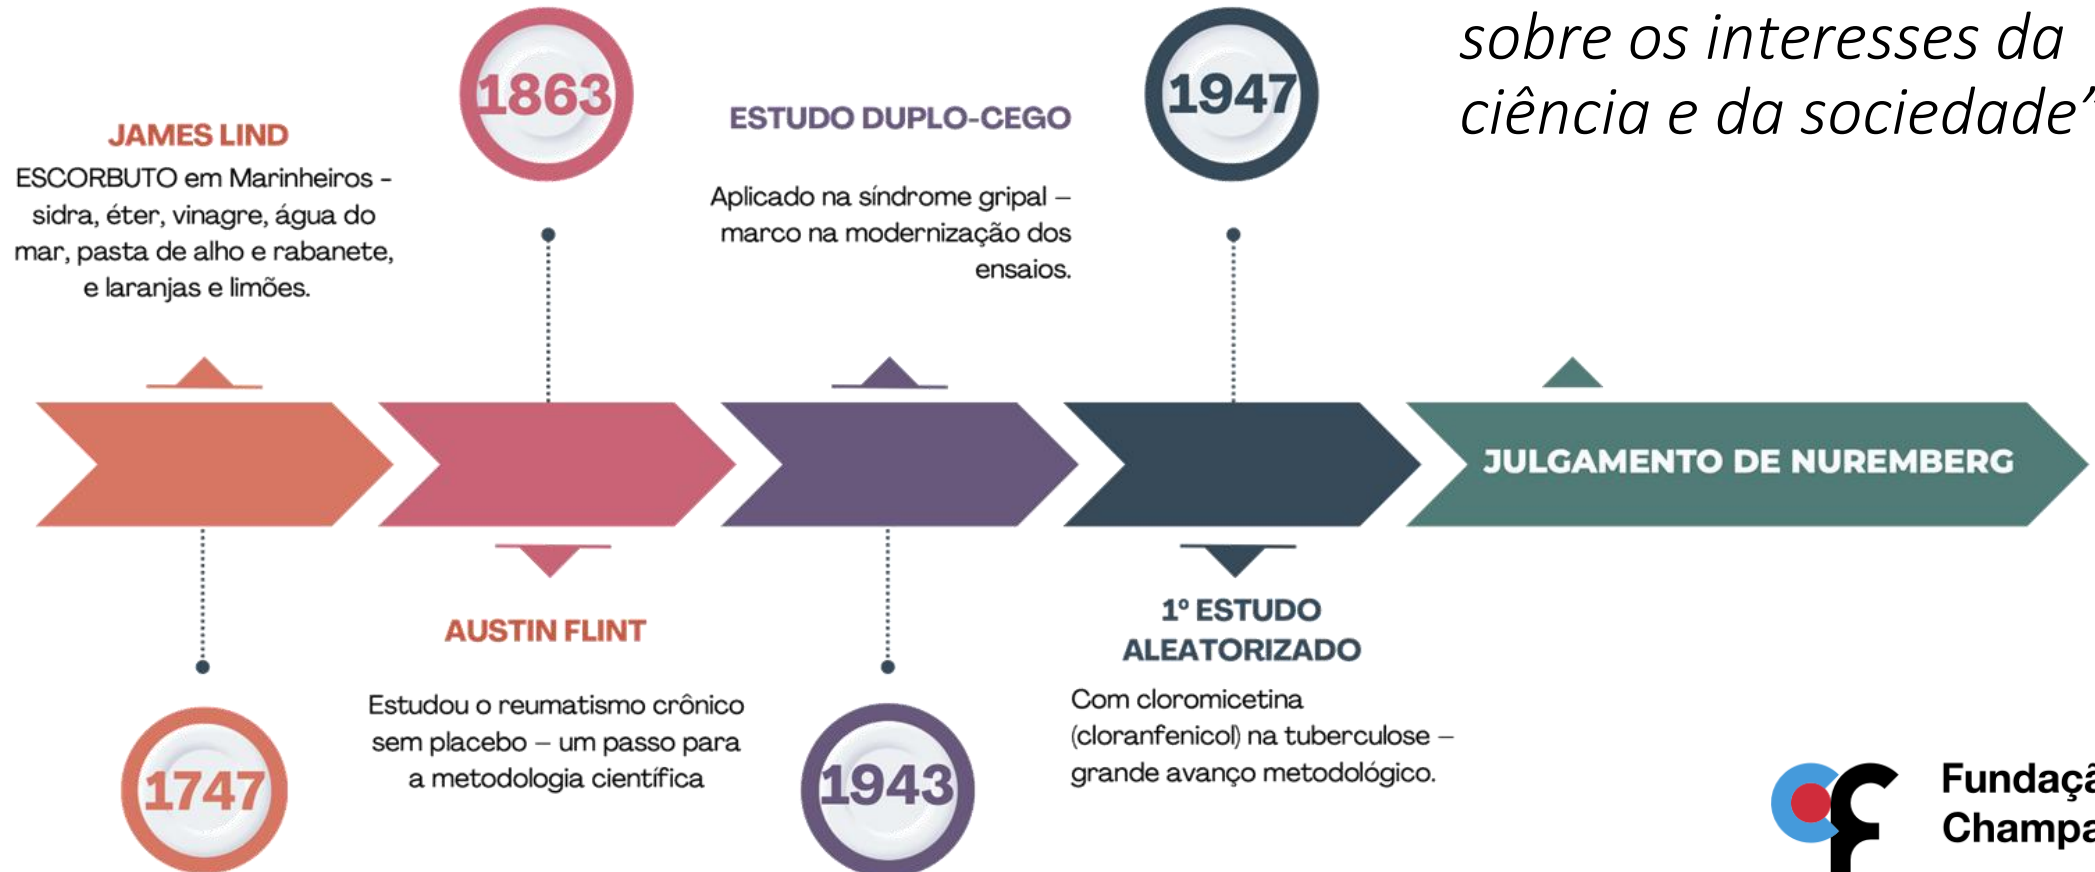 sobre os interesses da
ciência e da sociedade”
1863
1947
JAMES LIND
ESCORBUTO em Marinheiros -
sidra, éter, vinagre, água do
mar, pasta de alho e rabanete,
e laranjas e limões.
ESTUDO DUPLO-CEGO
Aplicado na síndrome gripal –
marco na modernização dos
ensaios.
JULGAMENTO DE NUREMBERG
AUSTIN FLINT
Estudou o reumatismo crônico
sem placebo – um passo para
a metodologia científica
1º ESTUDO
ALEATORIZADO
Com cloromicetina
(cloranfenicol) na tuberculose –
grande avanço metodológico.
1747
1943
Fundaçã
Champa